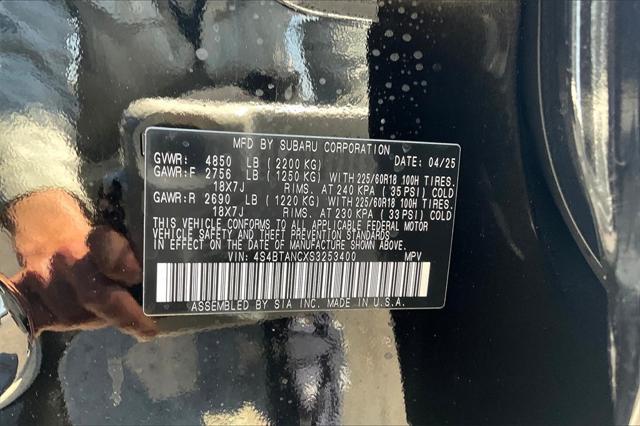 MFD BY SUBARU CORPORATION
GVWR: 4850 LB (2200 KG) DATE: 04/25
GAWR:F 2756 LB (1250 KG) WITH 225/60R18 100H TIRES.
18X7J RIMS. AT 240 KPA (35 PSI) COLD
GAWR:R 2690 LB (1220 KG) WITH 225/60R18 100H TIRES.
18X7J RIMS. AT 230 KPA (33 PSI) COLD
THIS VEHICLE CONFORMS TO ALL APPLICABLE FEDERAL MOTOR
VEHICLE SAFETY AND THEFT PREVENTION STANDARDS
IN EFFECT ON THE DATE OF MANUFACTURE SHOWN ABOVE.
VIN: 4S4BTANCXS3253400 MPV
ASSEMBLED BY SIA INC. MADE IN U.S.A.